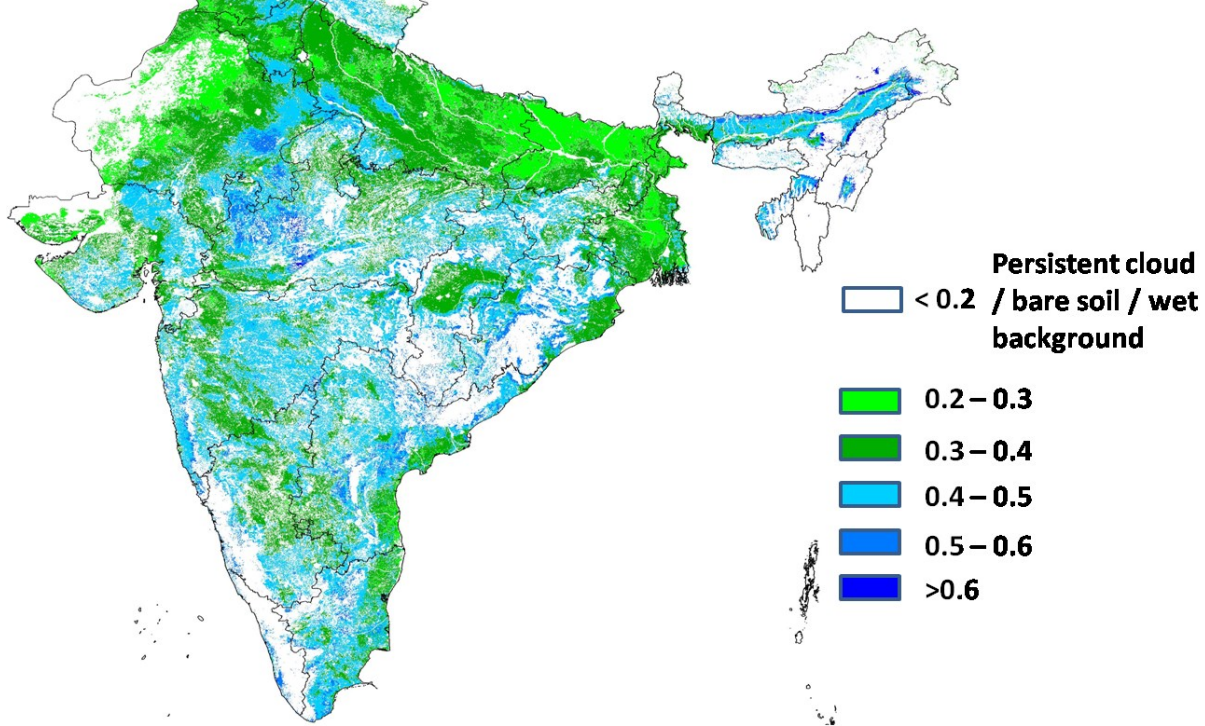 Persistent cloud
< 0.2 / bare soil / wet
background
0.2 – 0.3
0.3 – 0.4
0.4 – 0.5
0.5 – 0.6
>0.6